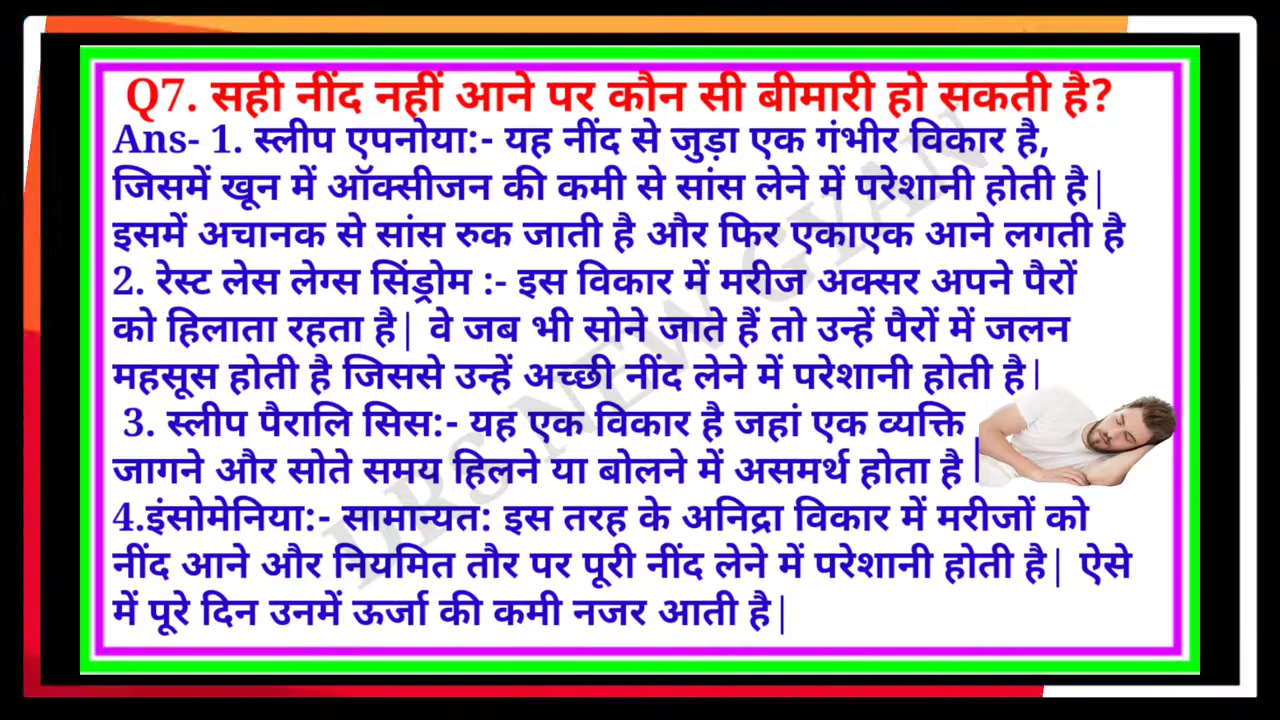 Q7. सही नींद नहीं आने पर कौन सी बीमारी हो सकती है?
Ans- 1. स्लीप एपनोया:- यह नींद से जुड़ा एक गंभीर विकार है,
जिसमें खून में ऑक्सीजन की कमी से सांस लेने में परेशानी होती है|
इसमें अचानक से सांस रुक जाती है और फिर एकाएक आने लगती है
2. रेस्ट लेस लेग्स सिंड्रोम :- इस विकार में मरीज अक्सर अपने पैरों
को हिलाता रहता है| वे जब भी सोने जाते हैं तो उन्हें पैरों में जलन
महसूस होती है जिससे उन्हें अच्छी नींद लेने में परेशानी होती है|
3. स्लीप पैरालि सिस:- यह एक विकार है जहां एक व्यक्ति
जागने और सोते समय हिलने या बोलने में असमर्थ होता है |
4.इंसोमेनिया:- सामान्यत: इस तरह के अनिद्रा विकार में मरीजों को
नींद आने और नियमित तौर पर पूरी नींद लेने में परेशानी होती है| ऐसे
में पूरे दिन उनमें ऊर्जा की कमी नजर आती है|
LRS NEW GYAN